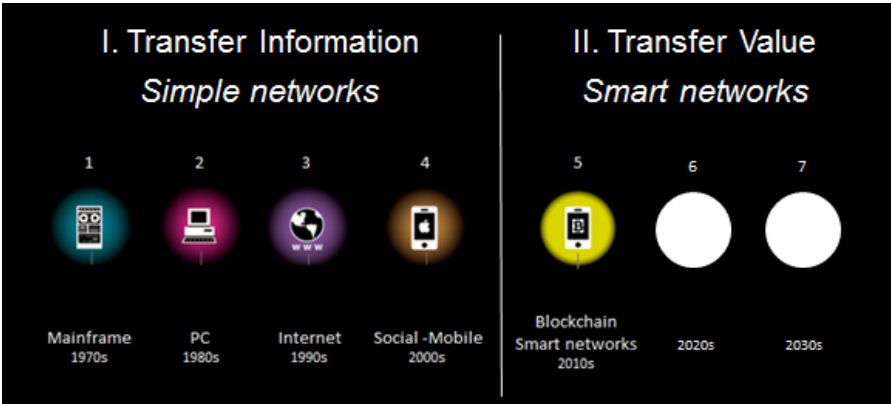 I. Transfer Information
Simple networks
II. Transfer Value
Smart networks
1
2
3
4
5
6
7
WWW
B
Mainframe
1970s
PC
1980s
Internet
1990s
Social -Mobile
2000s
Blockchain
Smart networks
2010s
2020s
2030s